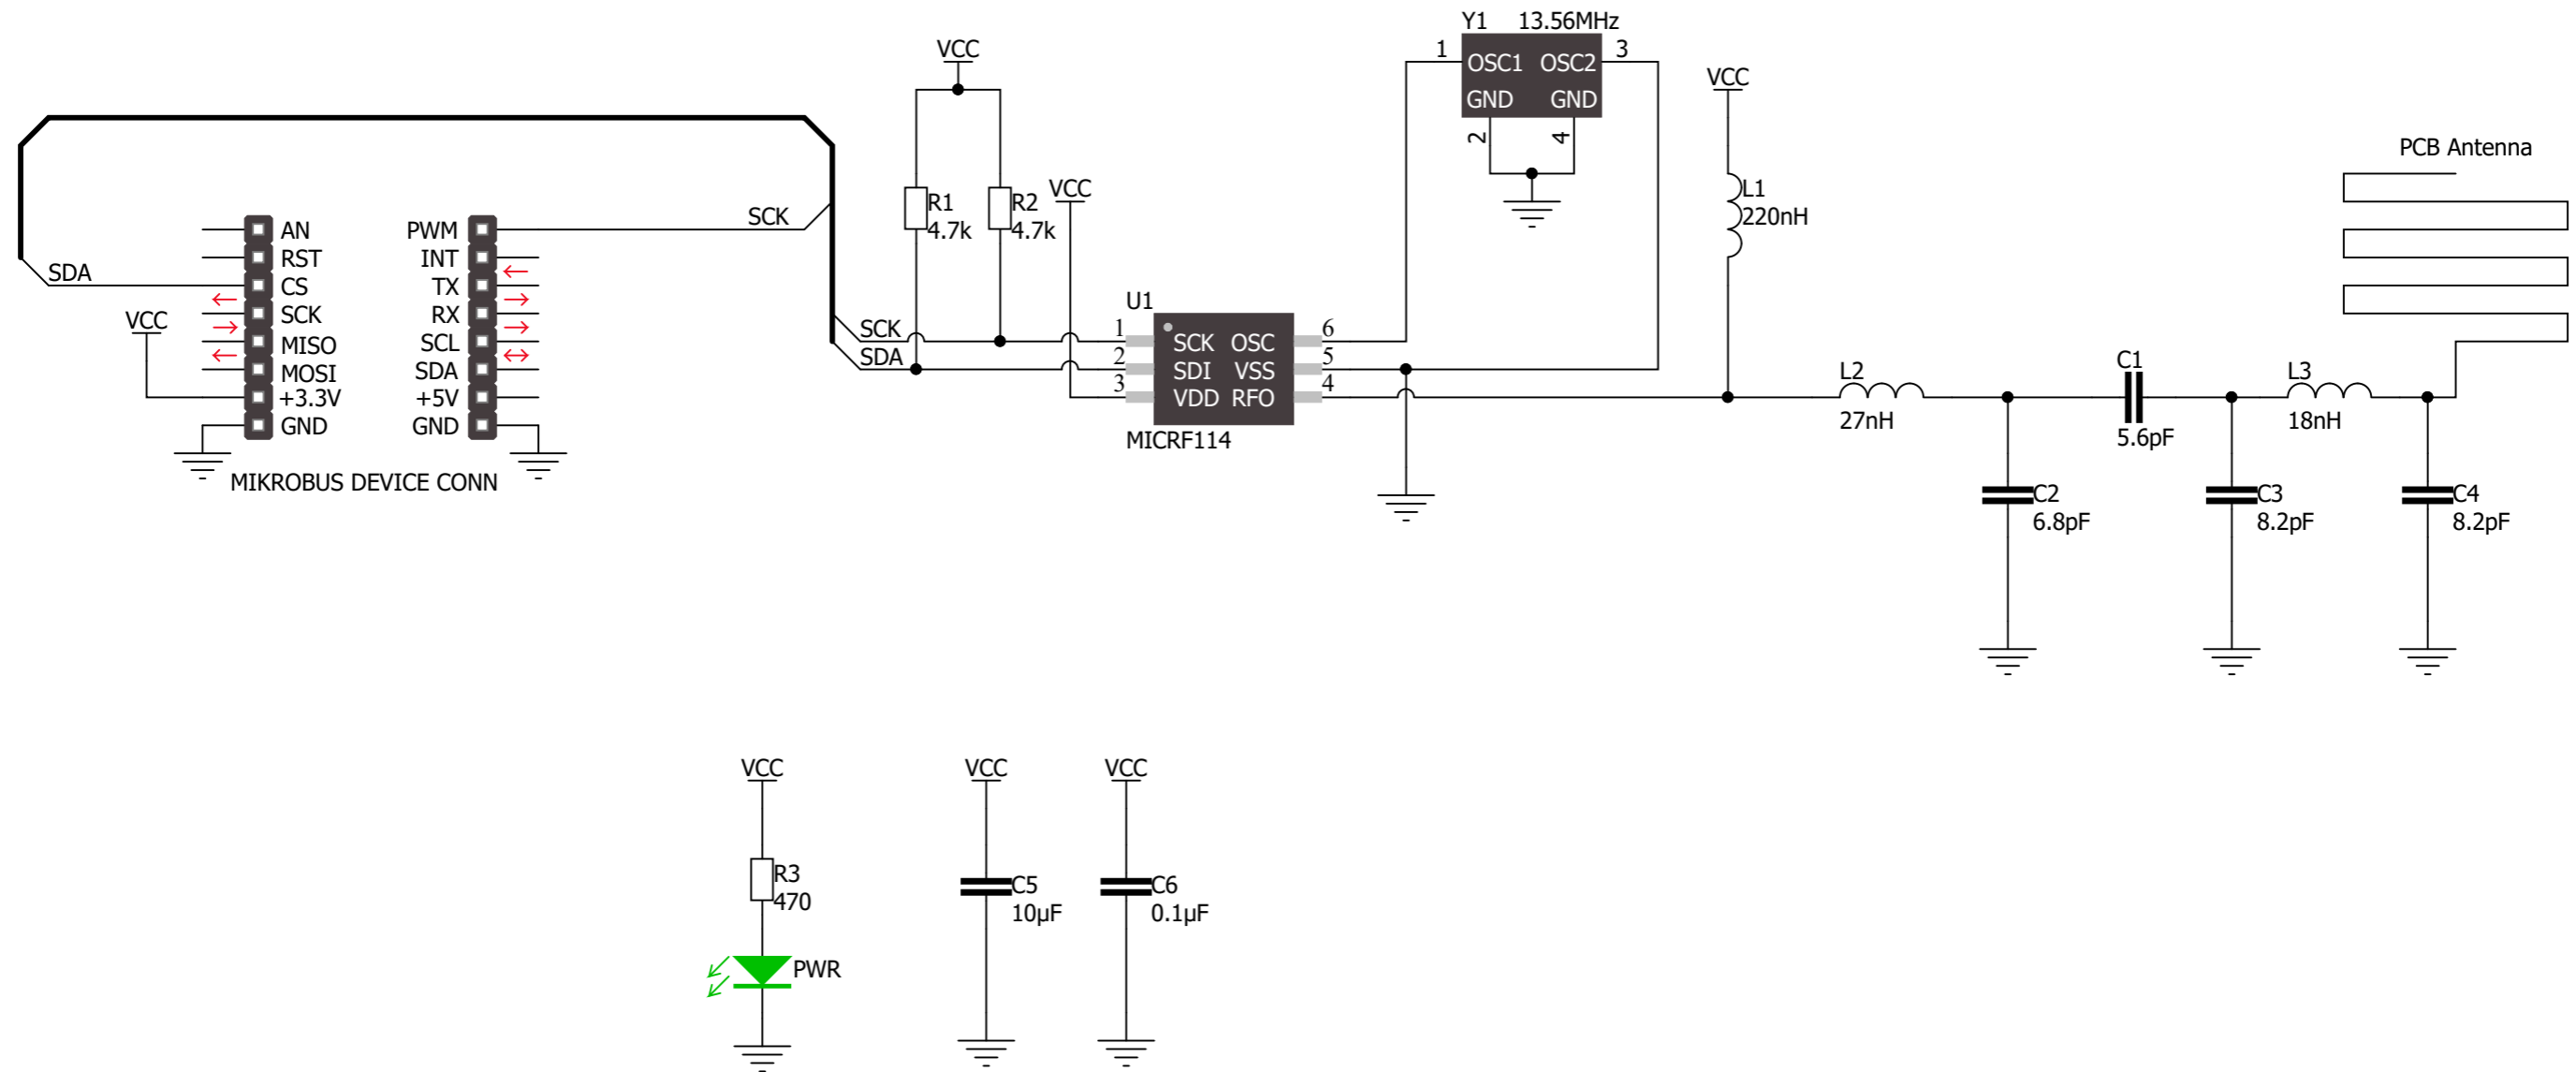 Y1 13.56MHz
1 OSC1 OSC2 3
GND GND
2 4
VCC
VCC
PCB Antenna
L1
220nH
R1
4.7k
R2
4.7k
VCC
SCK
SDA
VCC
AN PWM
RST INT
CS TX
SCK RX
MISO SCL
MOSI SDA
+3.3V +5V
GND GND
MIKROBUS DEVICE CONN
SCK
SDA
U1
1 SCK OSC 6
2 SDI VSS 5
3 VDD RFO 4
MICRF114
L2
27nH
C1
5.6pF
L3
18nH
C2
6.8pF
C3
8.2pF
C4
8.2pF
VCC
R3
470
PWR
VCC
C5
10µF
VCC
C6
0.1µF